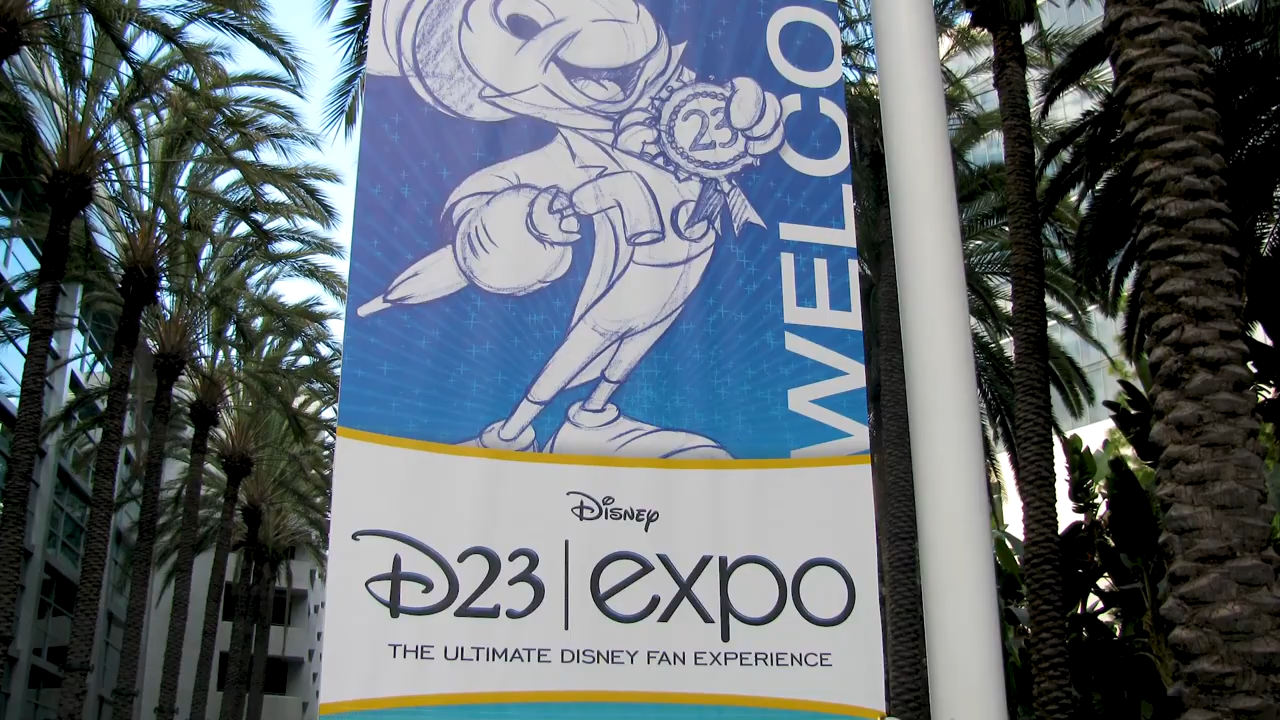 23
WELCO
Disney
D23 | expo
THE ULTIMATE DISNEY FAN EXPERIENCE